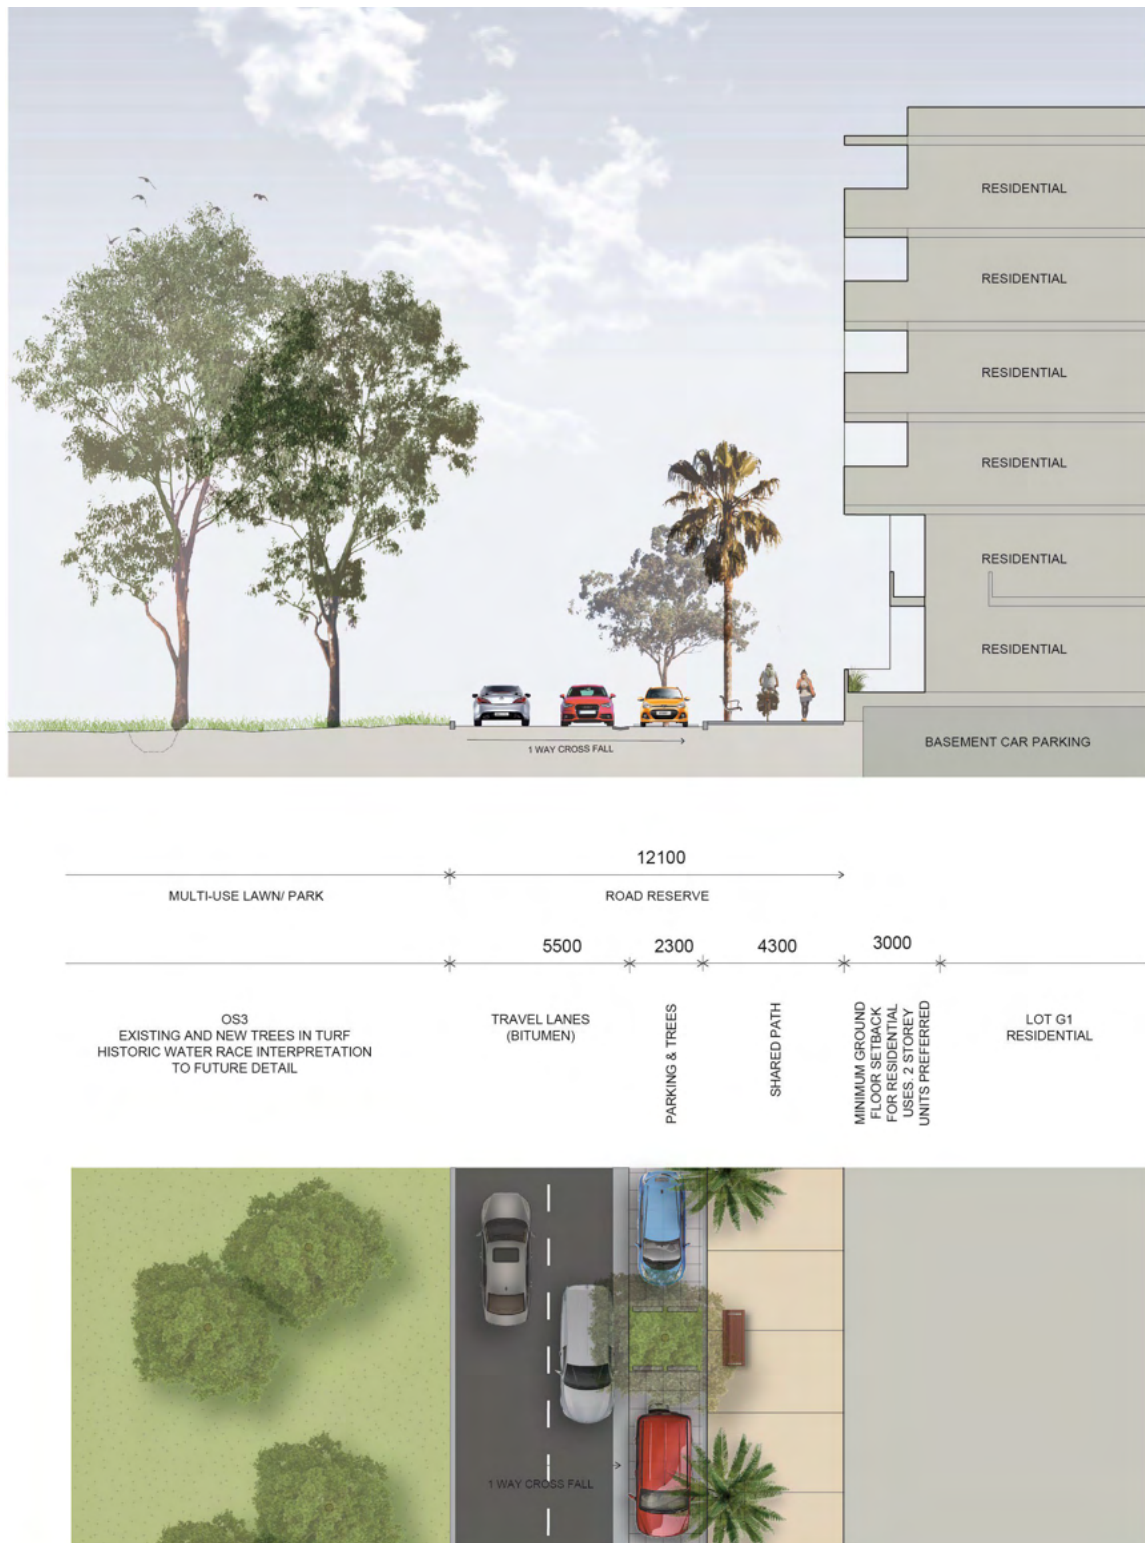 RESIDENTIAL
RESIDENTIAL
RESIDENTIAL
RESIDENTIAL
RESIDENTIAL
RESIDENTIAL
BASEMENT CAR PARKING
1 WAY CROSS FALL
12100
MULTI-USE LAWN/ PARK
ROAD RESERVE
5500
2300
4300
3000
OS3
EXISTING AND NEW TREES IN TURF
HISTORIC WATER RACE INTERPRETATION
TO FUTURE DETAIL
TRAVEL LANES
(BITUMEN)
PARKING & TREES
SHARED PATH
MINIMUM GROUND
FLOOR SETBACK
FOR RESIDENTIAL
USES. 2 STOREY
UNITS PREFERRED
LOT G1
RESIDENTIAL
1 WAY CROSS FALL